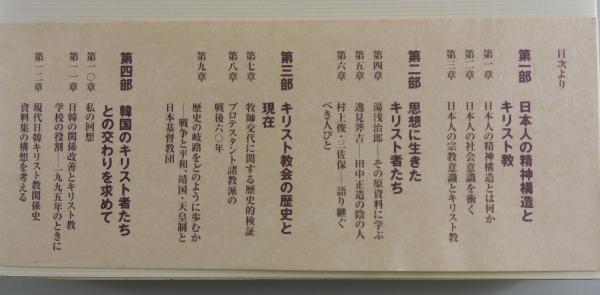 目次より
第一部 日本人の精神構造と
キリスト教
第一章 日本人の精神構造とは何か
第二章 日本人の社会意識を衝く
第三章 日本人の宗教意識とキリスト教
第二部 思想に生きた
キリスト者たち
第四章 湯浅治郎――その原資料に学ぶ
第五章 逸見斧吉――田中正造の陰の人
第六章 村上俊・三佐保――語り継ぐ
べき人びと
第三部 キリスト教会の歴史と
現在
第七章 牧師交代に関する歴史的検証
第八章 プロテスタント諸教派の
戦後六〇年
第九章 歴史の岐路をどのように歩むか
――戦争と平和、靖国・天皇制と
日本基督教団
第四部 韓国のキリスト者たち
との交わりを求めて
第一〇章 私の回想
第一一章 日韓の関係改善とキリスト教
学校の役割――一九九五年のときに
第一二章 現代日韓キリスト教関係史
資料集の構想を考える